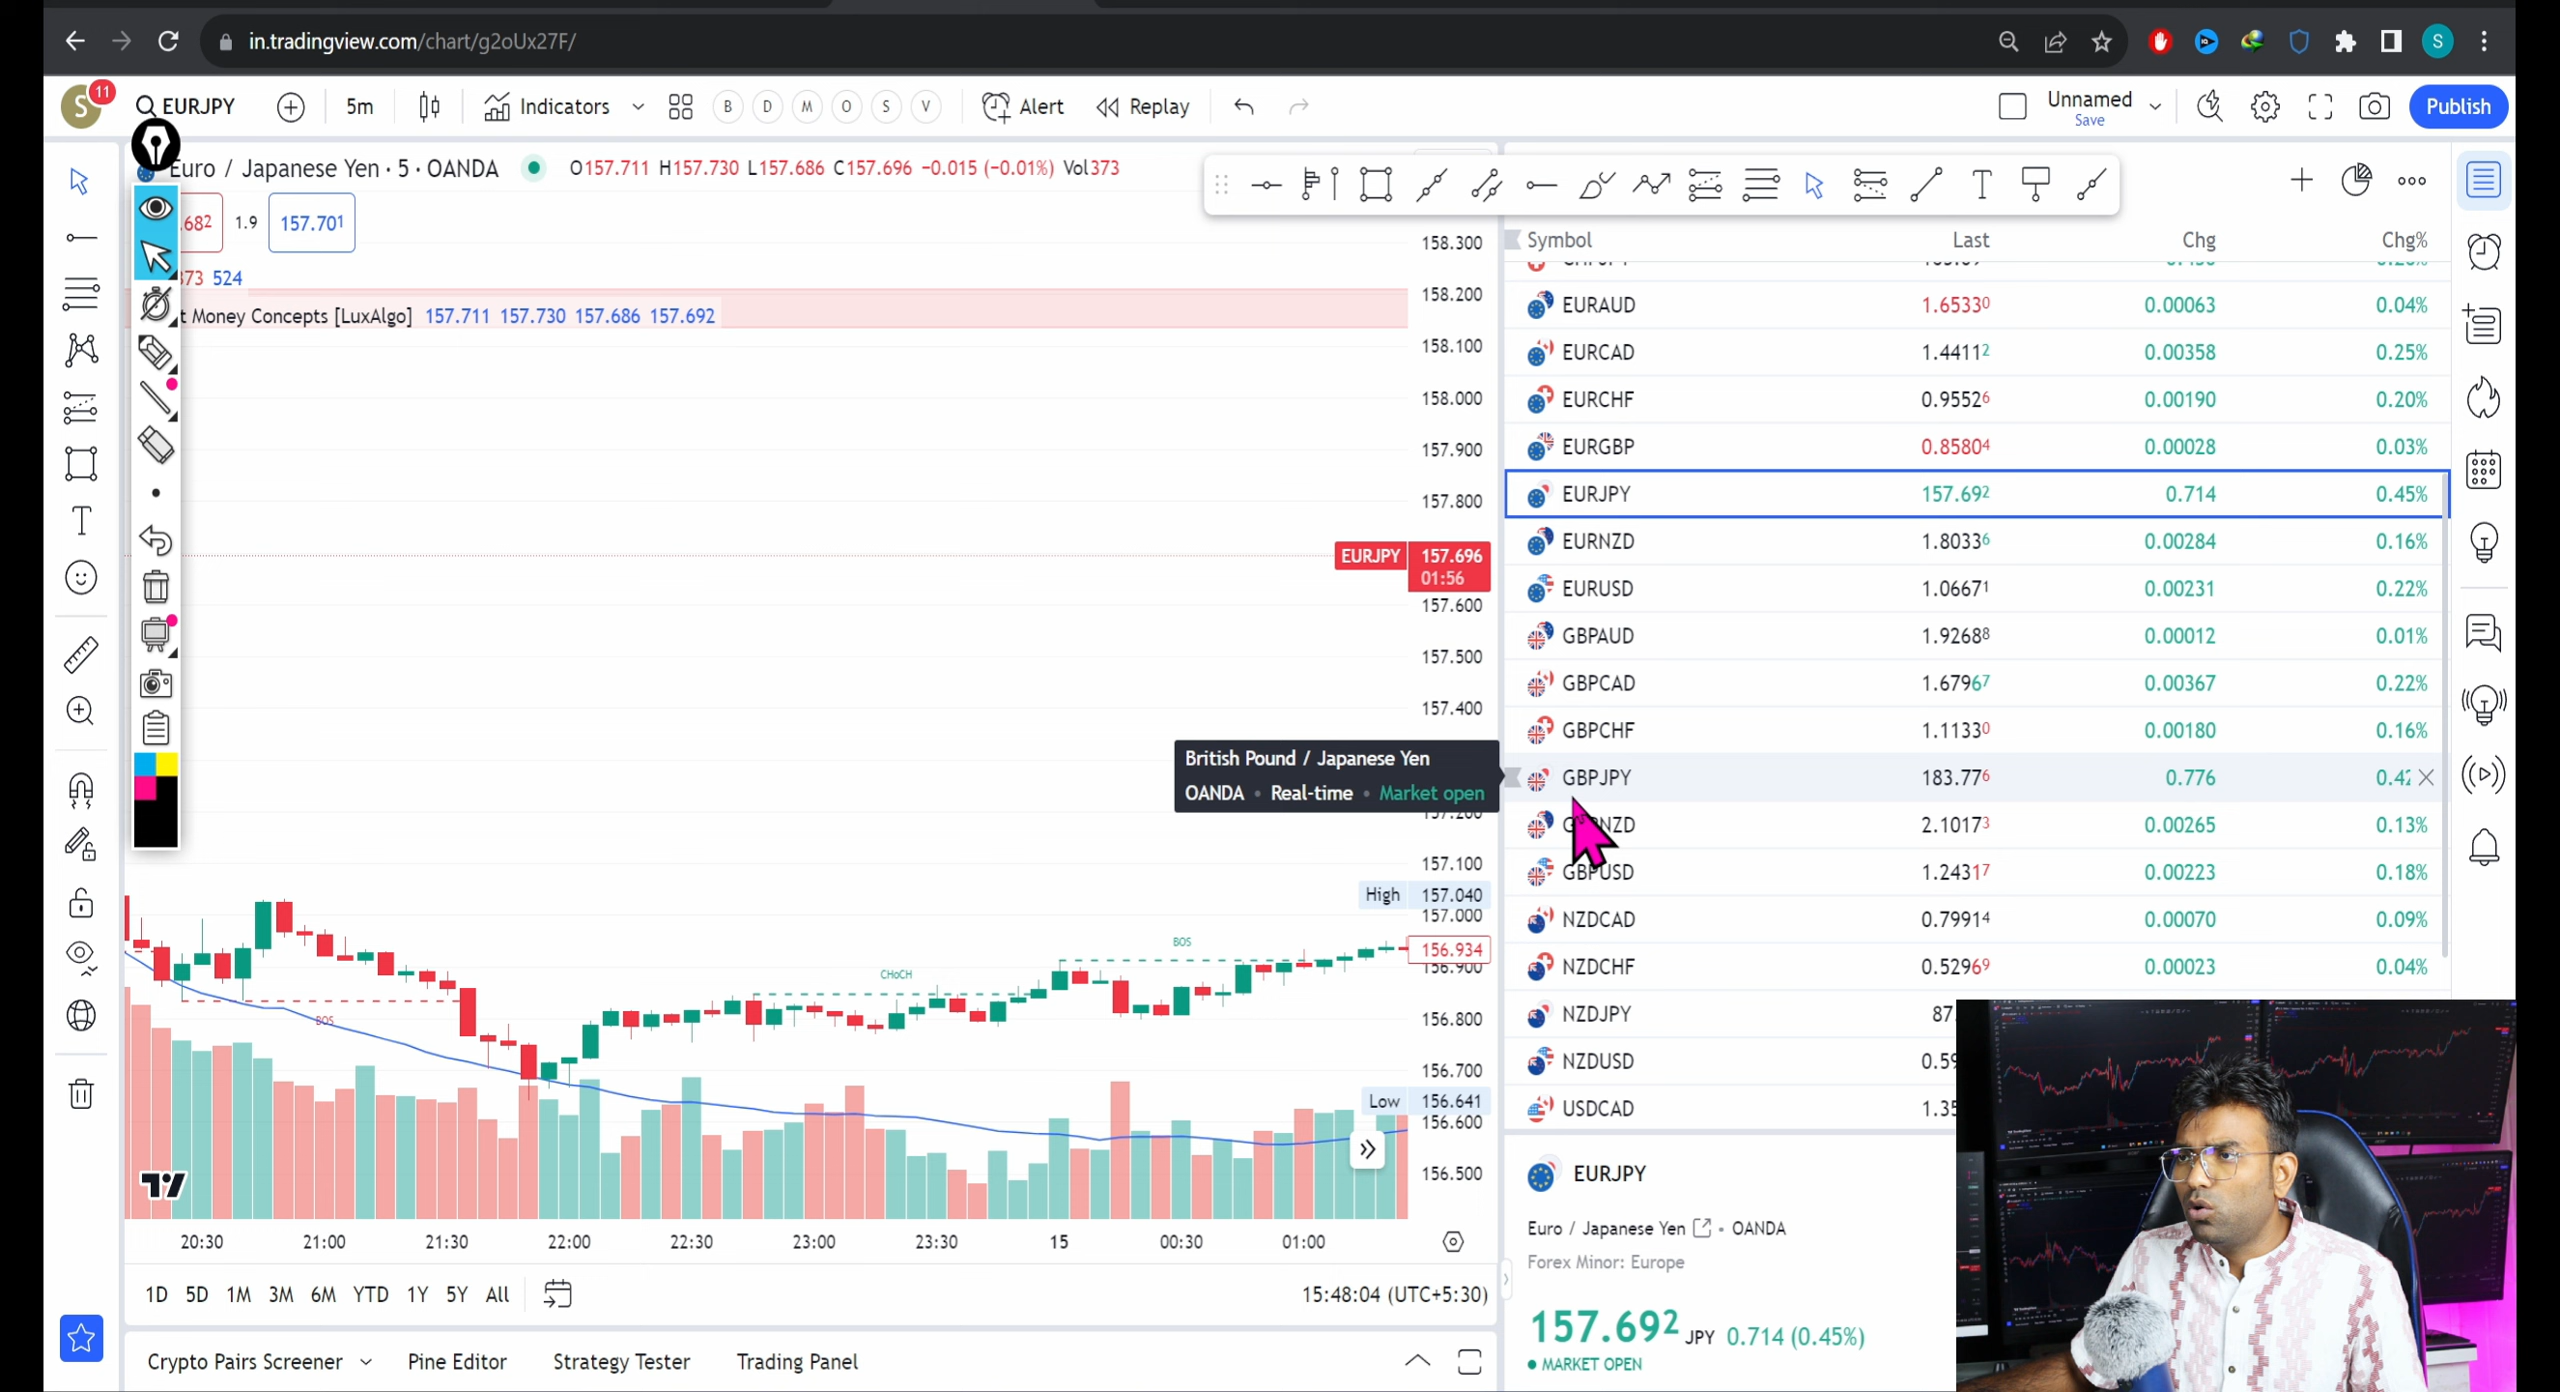 in.tradingview.com/chart/g2oUx27F/
S
S 11 EURJPY 5m Indicators B D M O S V Alert Replay Unnamed Save Publish
Euro / Japanese Yen · 5 · OANDA O157.711 H157.730 L157.686 C157.696 −0.015 (−0.01%) Vol373
.682 1.9 157.701
373 524
t Money Concepts [LuxAlgo] 157.711 157.730 157.686 157.692
158.300
158.200
158.100
158.000
157.900
157.800
EURJPY 157.696
01:56
157.600
157.500
157.400
British Pound / Japanese Yen
OANDA • Real-time • Market open
157.100
High 157.040
157.000
156.934
156.900
156.800
156.700
Low 156.641
156.600
156.500
BOS
CHoCH
BOS
20:30 21:00 21:30 22:00 22:30 23:00 23:30 15 00:30 01:00
1D 5D 1M 3M 6M YTD 1Y 5Y All 15:48:04 (UTC+5:30)
Crypto Pairs Screener Pine Editor Strategy Tester Trading Panel
Symbol Last Chg Chg%
EURAUD 1.65330 0.00063 0.04%
EURCAD 1.44112 0.00358 0.25%
EURCHF 0.95526 0.00190 0.20%
EURGBP 0.85804 0.00028 0.03%
EURJPY 157.692 0.714 0.45%
EURNZD 1.80336 0.00284 0.16%
EURUSD 1.06671 0.00231 0.22%
GBPAUD 1.92688 0.00012 0.01%
GBPCAD 1.67967 0.00367 0.22%
GBPCHF 1.11330 0.00180 0.16%
GBPJPY 183.776 0.776 0.42
2.10173 0.00265 0.13%
GBPUSD 1.24317 0.00223 0.18%
NZDCAD 0.79914 0.00070 0.09%
NZDCHF 0.52969 0.00023 0.04%
NZDJPY 87.
NZDUSD 0.59
USDCAD 1.35
EURJPY
Euro / Japanese Yen • OANDA
Forex Minor: Europe
157.692 JPY 0.714 (0.45%)
MARKET OPEN